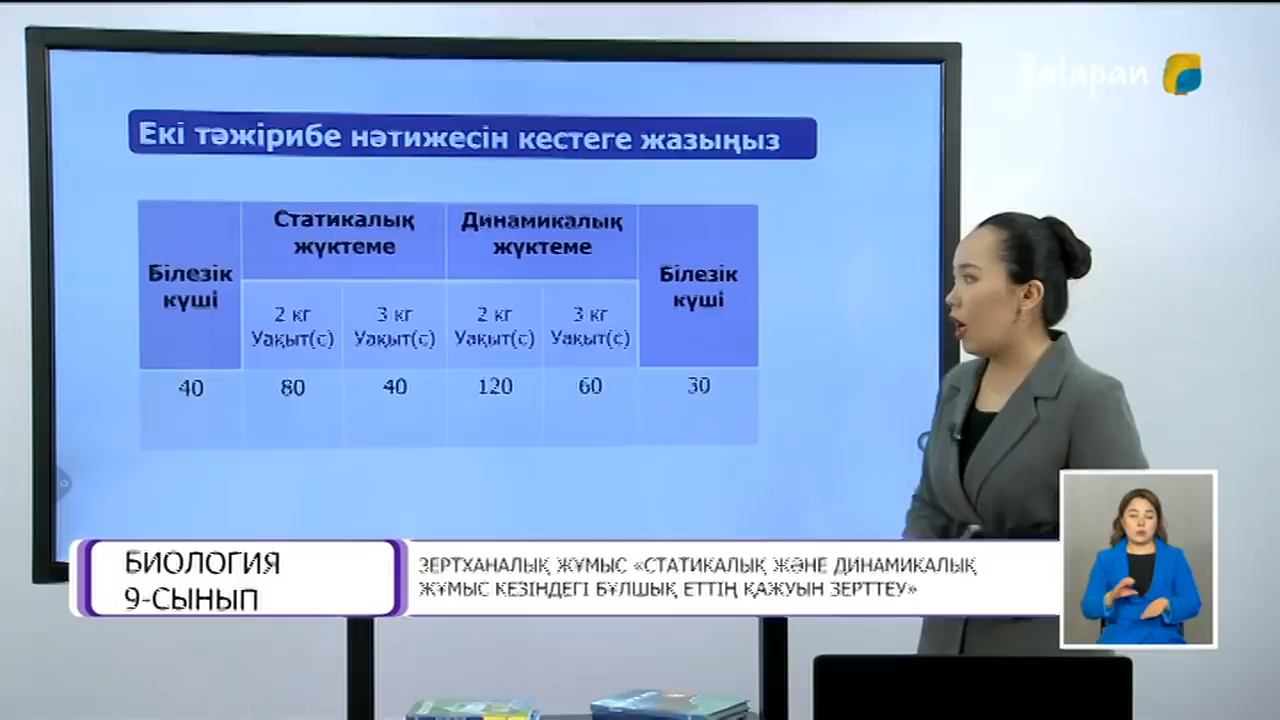 Balapan
Екі тәжірибе нәтижесін кестеге жазыңыз
Білезік
күші
Статикалық
жүктеме
Динамикалық
жүктеме
Білезік
күші
2 кг
Уақыт(с)
3 кг
Уақыт(с)
2 кг
Уақыт(с)
3 кг
Уақыт(с)
40
80
40
120
60
30
БИОЛОГИЯ
9-СЫНЫП
ЗЕРТХАНАЛЫҚ ЖҰМЫС «СТАТИКАЛЫҚ ЖӘНЕ ДИНАМИКАЛЫҚ
ЖҰМЫС КЕЗІНДЕГІ БҰЛШЫҚ ЕТТІҢ ҚАЖУЫН ЗЕРТТЕУ»